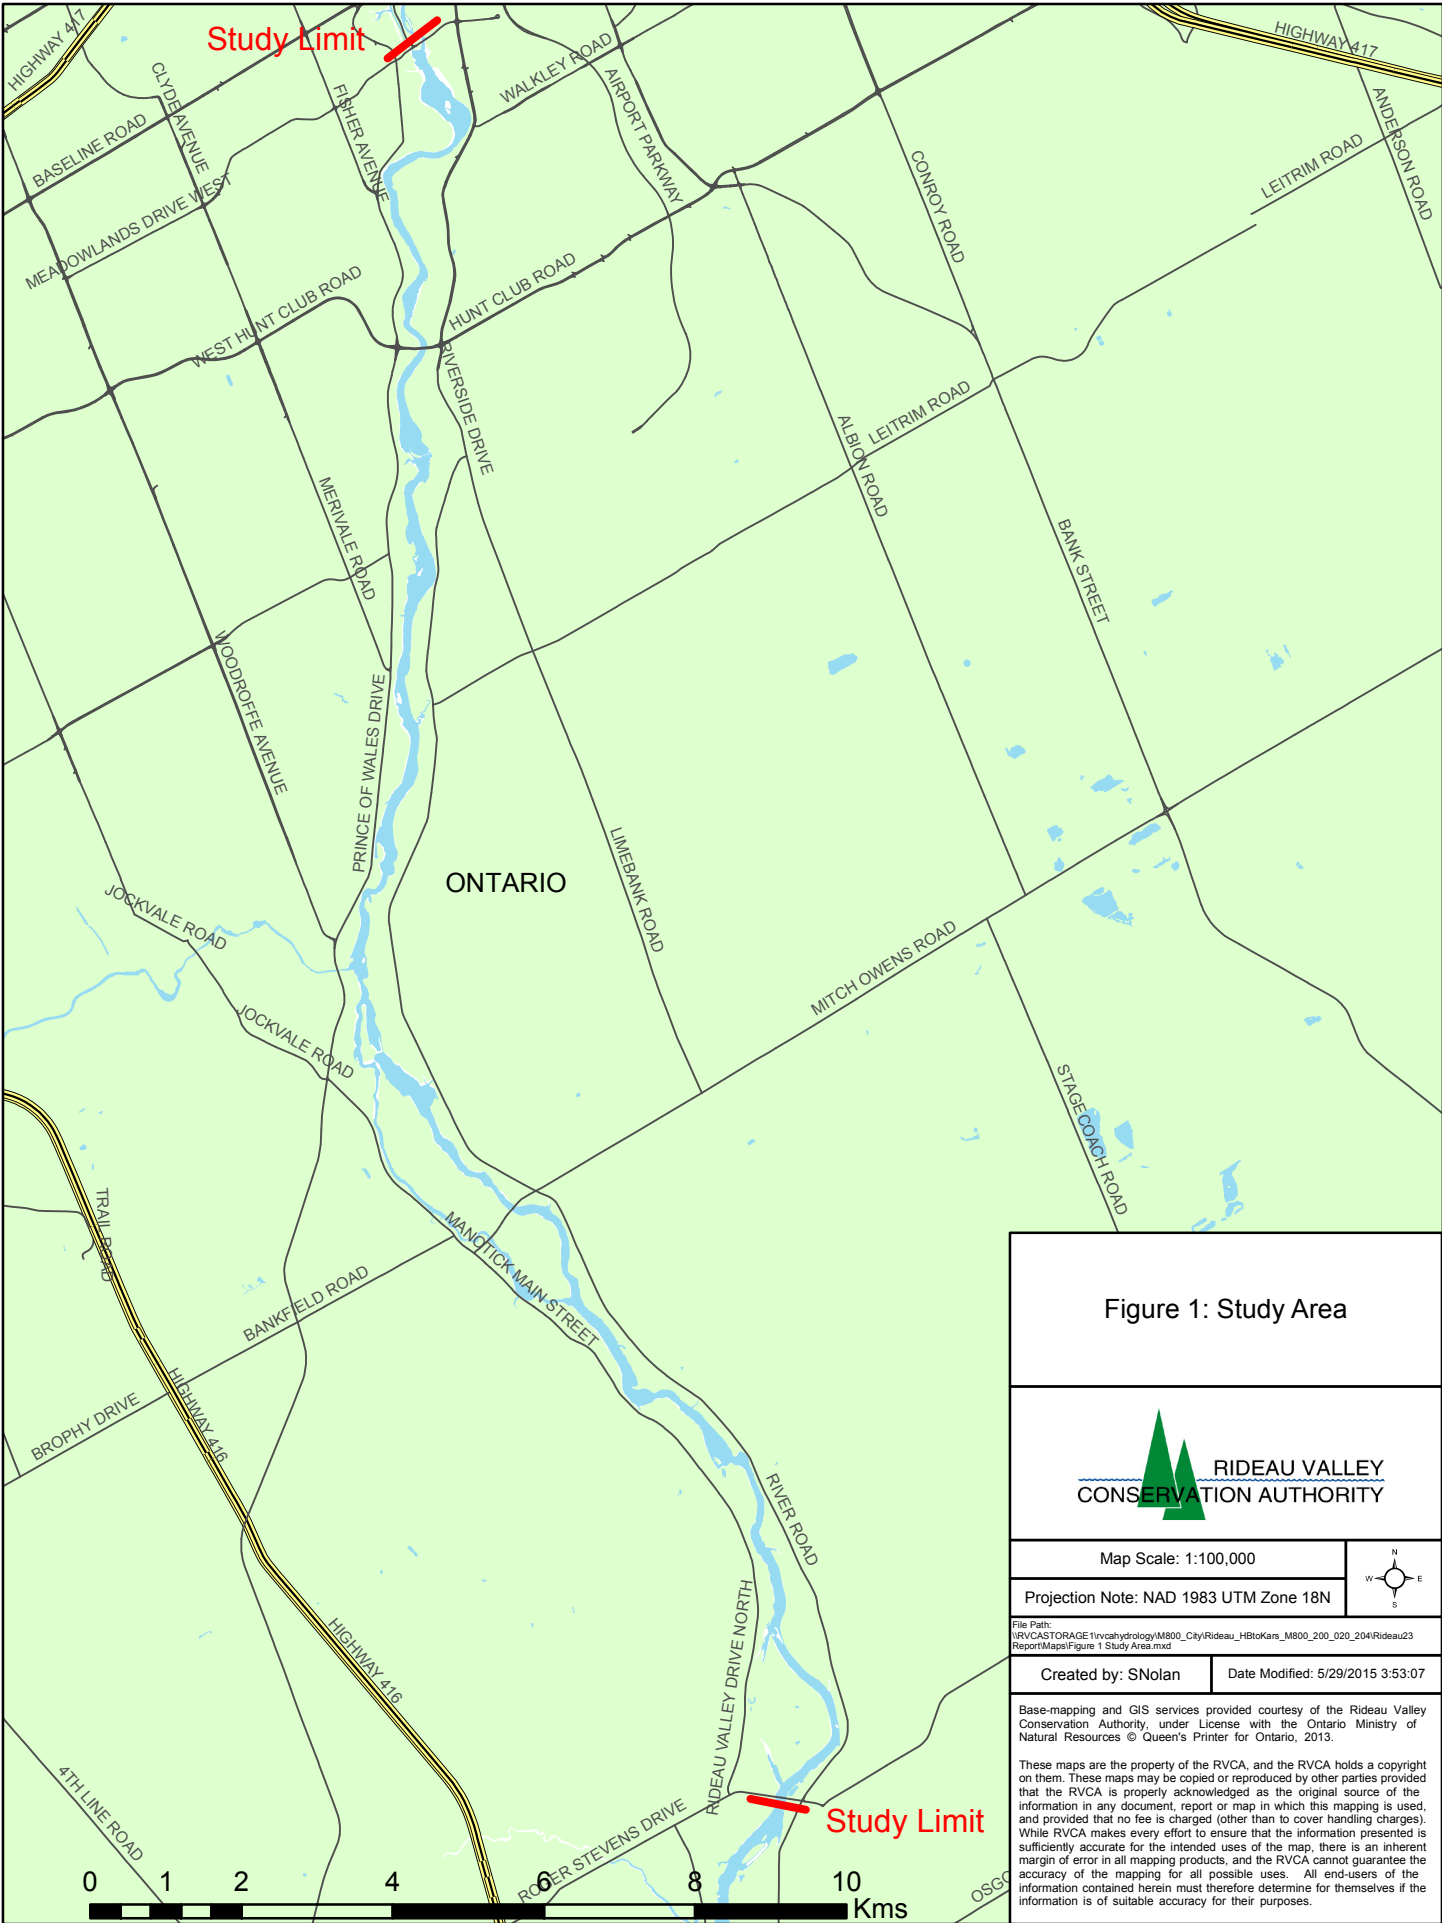 HIGHWAY 417
Study Limit
HIGHWAY 417
CLYDE AVENUE
FISHER AVENUE
WALKLEY ROAD
AIRPORT PARKWAY
ANDERSON ROAD
BASELINE ROAD
MEADOWLANDS DRIVE WEST
CONROY ROAD
LEITRIM ROAD
WEST HUNT CLUB ROAD
HUNT CLUB ROAD
RIVERSIDE DRIVE
ALBION ROAD
LEITRIM ROAD
MERIVALE ROAD
BANK STREET
WOODROFFE AVENUE
PRINCE OF WALES DRIVE
ONTARIO
LIMEBANK ROAD
JOCKVALE ROAD
MITCH OWENS ROAD
JOCKVALE ROAD
STAGECOACH ROAD
TRAIL ROAD
MANOTICK MAIN STREET
BANKFIELD ROAD
BROPHY DRIVE
HIGHWAY 416
RIVER ROAD
HIGHWAY 416
RIDEAU VALLEY DRIVE NORTH
4TH LINE ROAD
ROGER STEVENS DRIVE
Study Limit
OSGO
0 1 2 4 6 8 10
Kms
Figure 1: Study Area
RIDEAU VALLEY
CONSERVATION AUTHORITY
Map Scale: 1:100,000
N
W E
S
Projection Note: NAD 1983 UTM Zone 18N
File Path:
\\RVCASTORAGE1\rvcahydrology\M800_City\Rideau_HBtoKars_M800_200_020_204\Rideau23
Report\Maps\Figure 1 Study Area.mxd
Created by: SNolan
Date Modified: 5/29/2015 3:53:07
Base-mapping and GIS services provided courtesy of the Rideau Valley
Conservation Authority, under License with the Ontario Ministry of
Natural Resources © Queen's Printer for Ontario, 2013.
These maps are the property of the RVCA, and the RVCA holds a copyright
on them. These maps may be copied or reproduced by other parties provided
that the RVCA is properly acknowledged as the original source of the
information in any document, report or map in which this mapping is used,
and provided that no fee is charged (other than to cover handling charges).
While RVCA makes every effort to ensure that the information presented is
sufficiently accurate for the intended uses of the map, there is an inherent
margin of error in all mapping products, and the RVCA cannot guarantee the
accuracy of the mapping for all possible uses. All end-users of the
information contained herein must therefore determine for themselves if the
information is of suitable accuracy for their purposes.